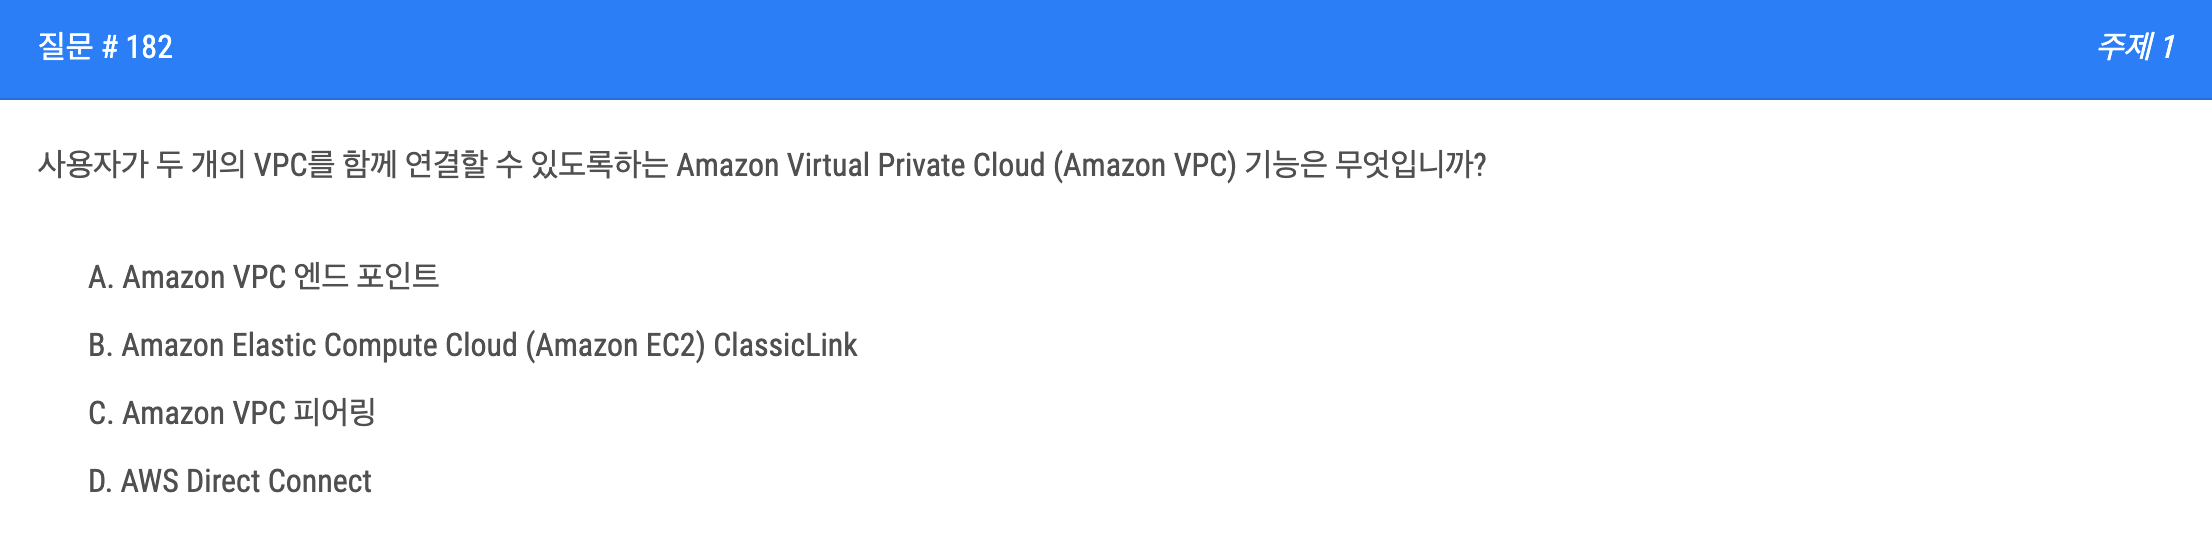 질문 # 182
주제 1
사용자가 두 개의 VPC를 함께 연결할 수 있도록하는 Amazon Virtual Private Cloud (Amazon VPC) 기능은 무엇입니까?
A. Amazon VPC 엔드 포인트
B. Amazon Elastic Compute Cloud (Amazon EC2) ClassicLink
C. Amazon VPC 피어링
D. AWS Direct Connect